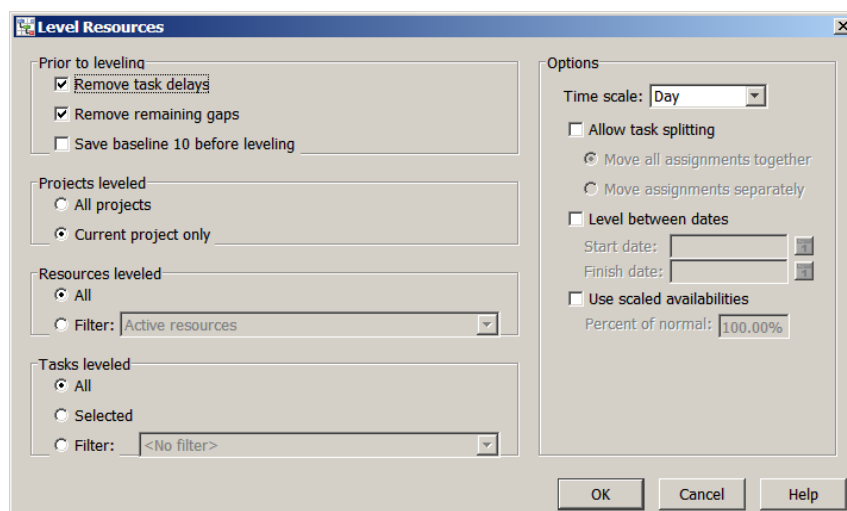 Level Resources
Prior to leveling
Remove task delays
Remove remaining gaps
Save baseline 10 before leveling
Projects leveled
All projects
Current project only
Resources leveled
All
Filter: Active resources
Tasks leveled
All
Selected
Filter: <No filter>
Options
Time scale: Day
Allow task splitting
Move all assignments together
Move assignments separately
Level between dates
Start date:
Finish date:
Use scaled availabilities
Percent of normal: 100.00%
OK Cancel Help